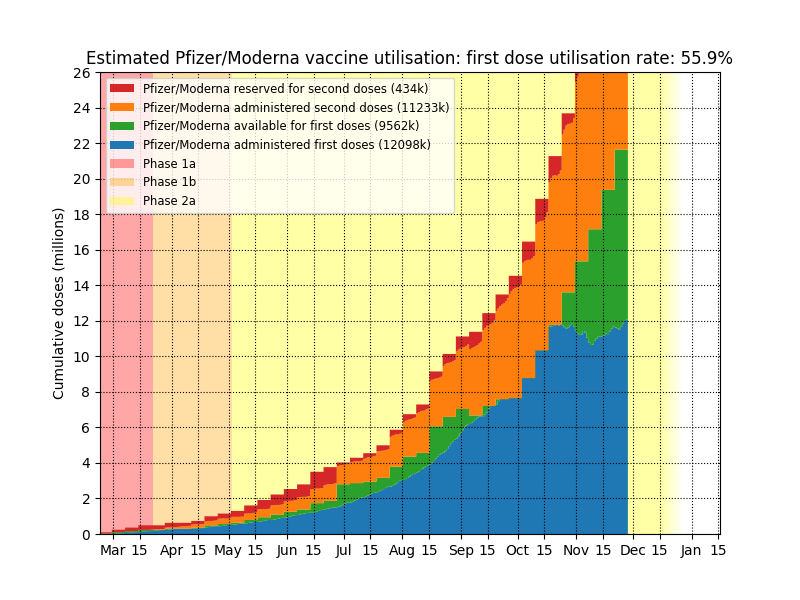 Estimated Pfizer/Moderna vaccine utilisation: first dose utilisation rate: 55.9%
Pfizer/Moderna reserved for second doses (434k)
Pfizer/Moderna administered second doses (11233k)
Pfizer/Moderna available for first doses (9562k)
Pfizer/Moderna administered first doses (12098k)
Phase 1a
Phase 1b
Phase 2a
Cumulative doses (millions)
26
24
22
20
18
16
14
12
10
8
6
4
2
0
Mar 15 Apr 15 May 15 Jun 15 Jul 15 Aug 15 Sep 15 Oct 15 Nov 15 Dec 15 Jan 15